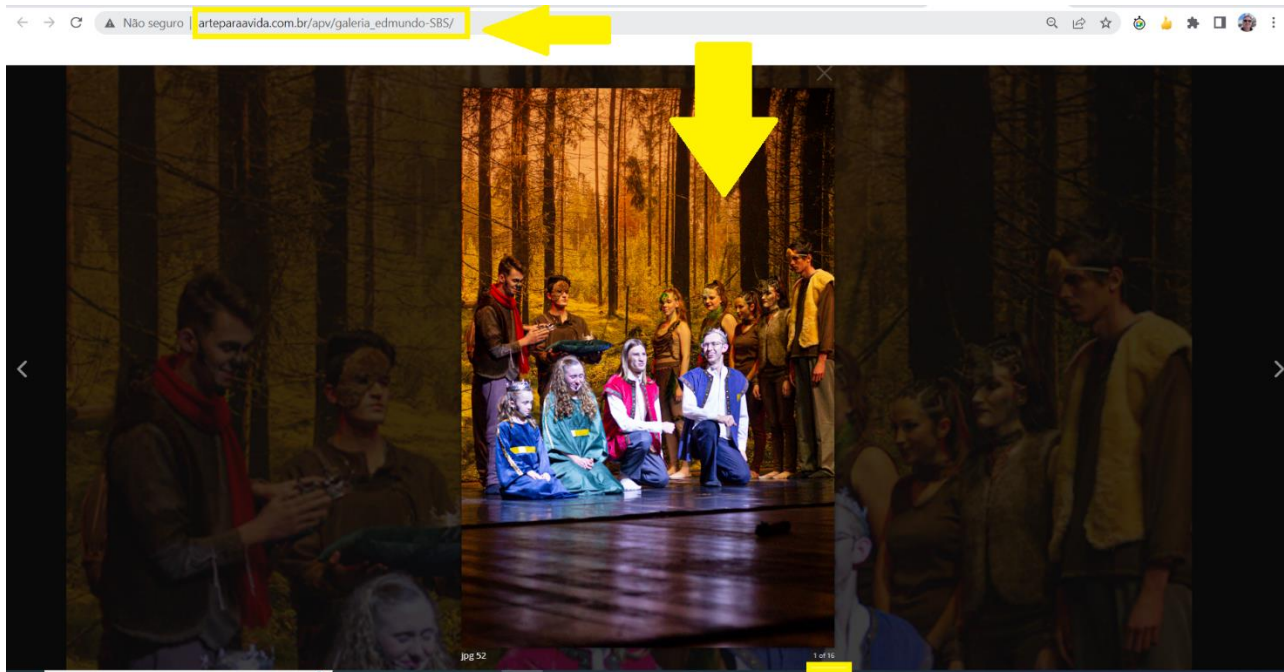 Não seguro | arteparaavida.com.br/apv/galeria_edmundo-SBS/
jpg 52
1 of 16